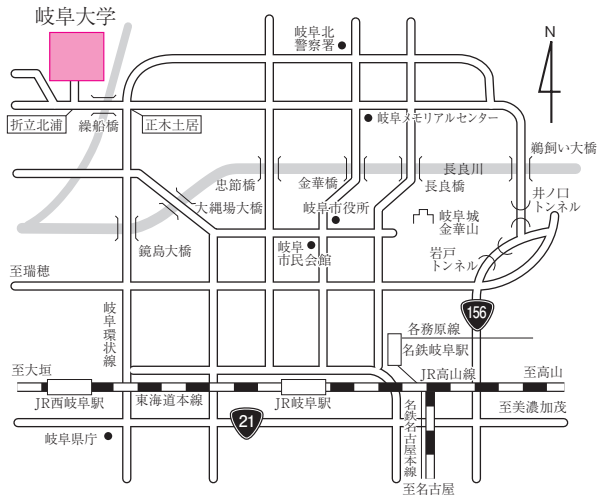 岐阜大学
岐阜北
警察署
N
折立北浦
繰船橋
正木土居
岐阜メモリアルセンター
鵜飼い大橋
長良川
忠節橋
金華橋
長良橋
井ノ口
トンネル
大縄場大橋
岐阜市役所
岐阜城
金華山
鏡島大橋
岐阜
市民会館
岩戸
トンネル
至瑞穂
岐阜環状線
156
各務原線
名鉄岐阜駅
至大垣
JR高山線
至高山
JR西岐阜駅
東海道本線
JR岐阜駅
名鉄名古屋本線
至美濃加茂
21
岐阜県庁
至名古屋